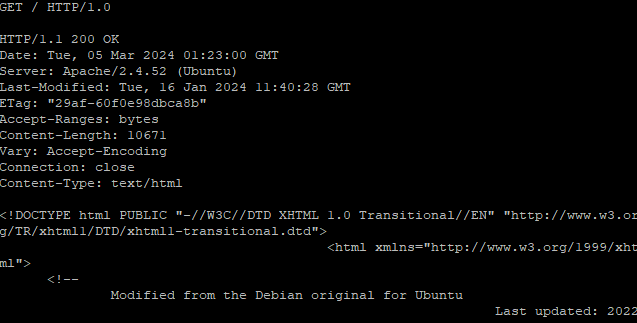 GET / HTTP/1.0
HTTP/1.1 200 OK
Date: Tue, 05 Mar 2024 01:23:00 GMT
Server: Apache/2.4.52 (Ubuntu)
Last-Modified: Tue, 16 Jan 2024 11:40:28 GMT
ETag: "29af-60f0e98dbca8b"
Accept-Ranges: bytes
Content-Length: 10671
Vary: Accept-Encoding
Connection: close
Content-Type: text/html
<!DOCTYPE html PUBLIC "-//W3C//DTD XHTML 1.0 Transitional//EN" "http://www.w3.or
g/TR/xhtml1/DTD/xhtml1-transitional.dtd">
<html xmlns="http://www.w3.org/1999/xht
ml">
<!--
Modified from the Debian original for Ubuntu
Last updated: 2022